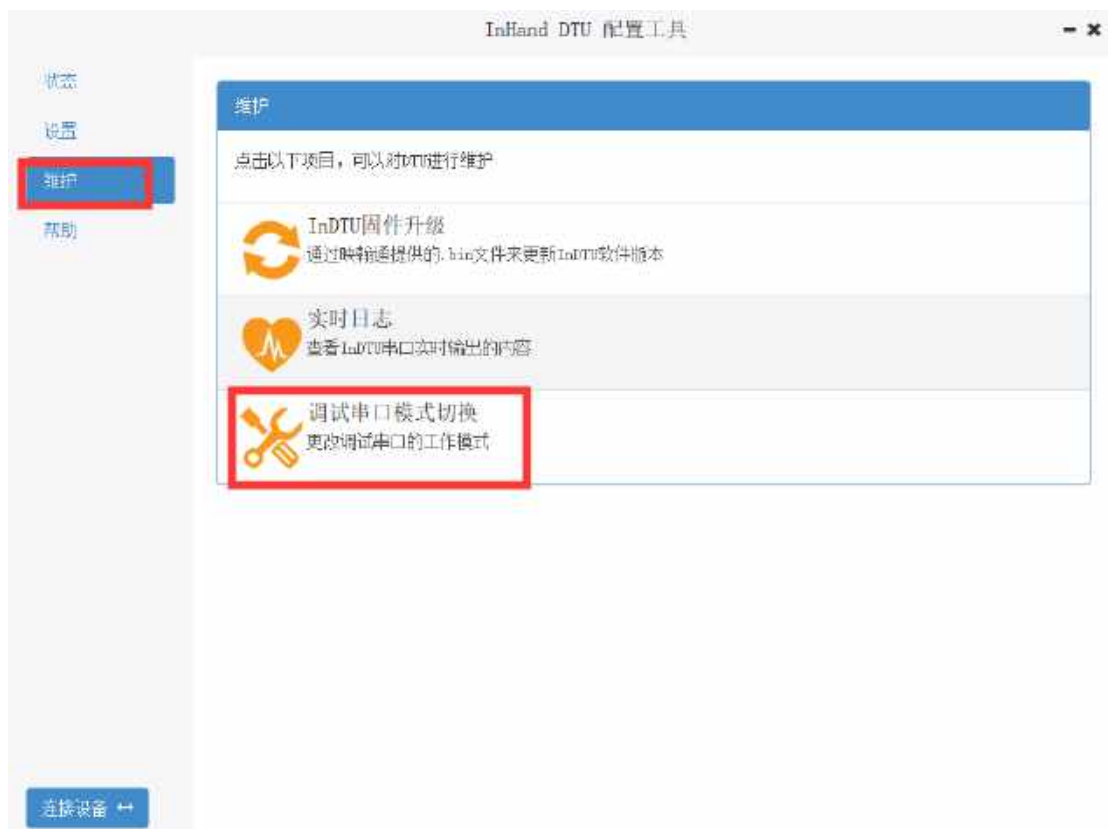 InHand DTU 配置工具
状态
设置
维护
帮助
维护
点击以下项目，可以对DTU进行维护
InDTU固件升级
通过映翰通提供的.bin文件来更新InDTU软件版本
实时日志
查看InDTU串口实时输出的内容
调试串口模式切换
更改调试串口的工作模式
连接设备 ↔